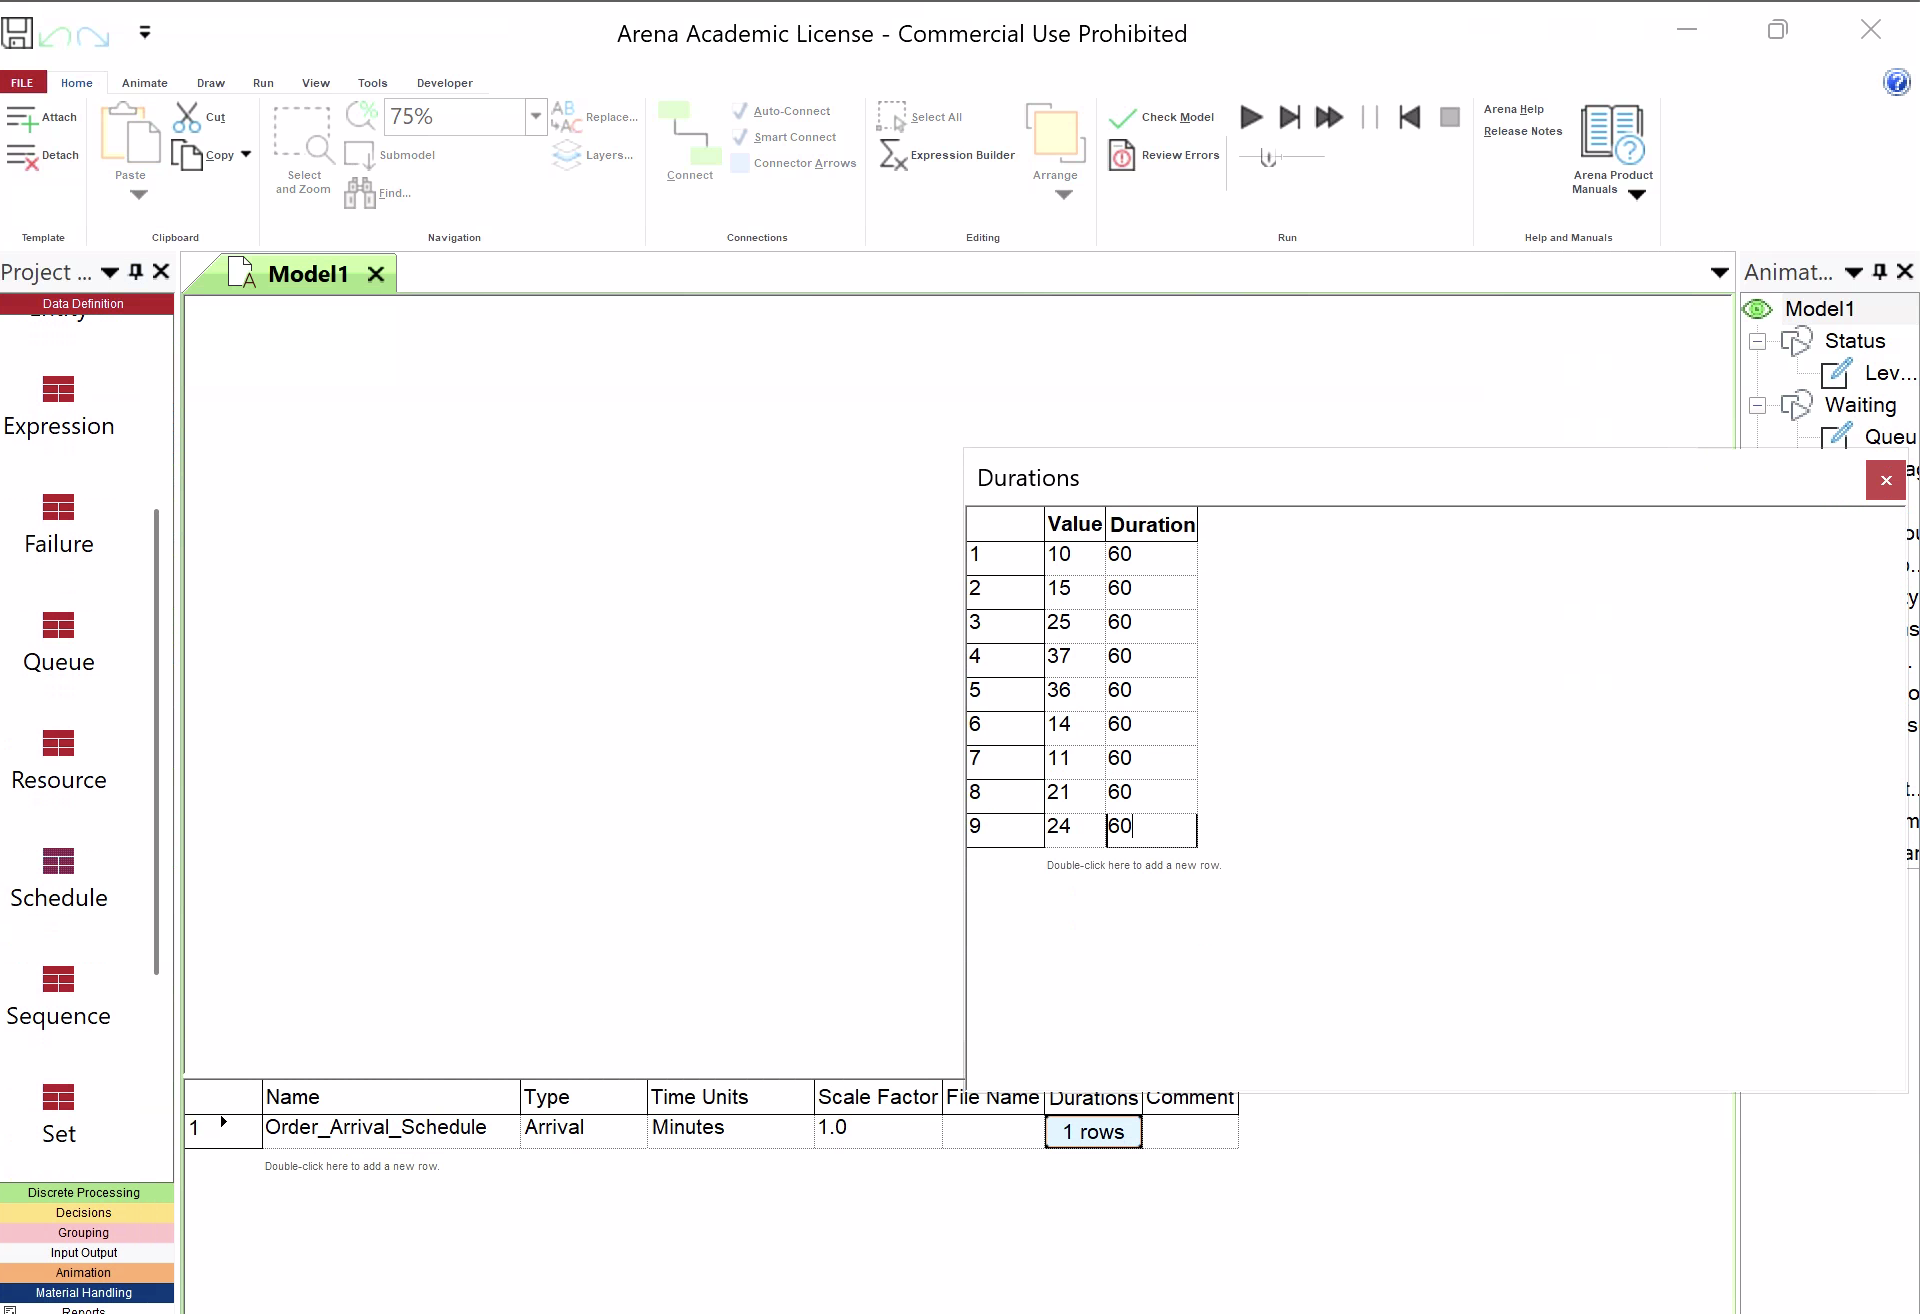 Arena Academic License - Commercial Use Prohibited
FILE Home Animate Draw Run View Tools Developer
Attach
Detach
Template
Paste
Cut
Copy
Clipboard
Select and Zoom
75%
Submodel
Find...
Replace...
Layers...
Navigation
Connect
Auto-Connect
Smart Connect
Connector Arrows
Connections
Select All
Expression Builder
Arrange
Editing
Check Model
Review Errors
Run
Arena Help
Release Notes
Arena Product Manuals
Help and Manuals
Project ...
Data Definition
Entity
Expression
Failure
Queue
Resource
Schedule
Sequence
Set
Discrete Processing
Decisions
Grouping
Input Output
Animation
Material Handling
Reports
Model1
Animat...
Model1
Status
Lev...
Waiting
Queu
Durations
Value Duration
1 10 60
2 15 60
3 25 60
4 37 60
5 36 60
6 14 60
7 11 60
8 21 60
9 24 60
Double-click here to add a new row.
Name Type Time Units Scale Factor File Name Durations Comment
1 Order_Arrival_Schedule Arrival Minutes 1.0 1 rows
Double-click here to add a new row.